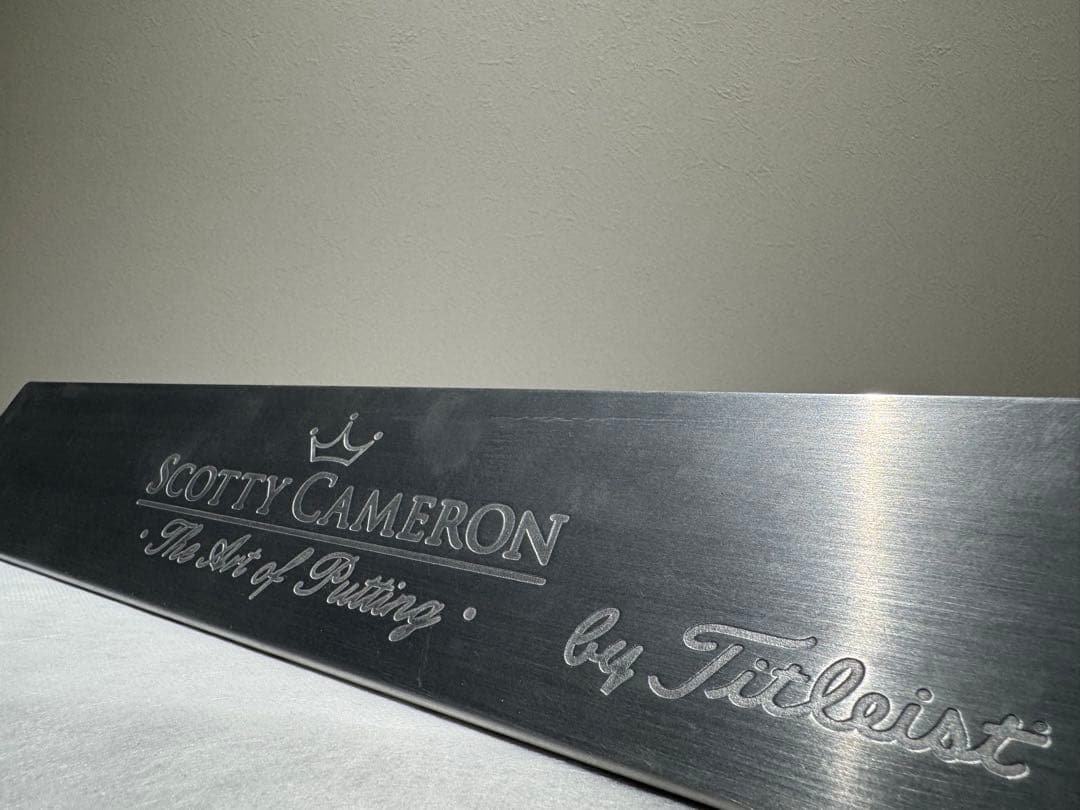 SCOTTY CAMERON
· The Art of Putting ·
by Titleist